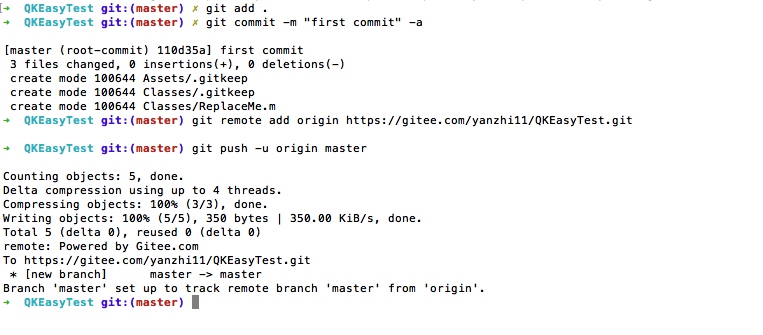 ➜  QKEasyTest git:(master) ✗ git add .
➜  QKEasyTest git:(master) ✗ git commit -m "first commit" -a
[master (root-commit) 110d35a] first commit
 3 files changed, 0 insertions(+), 0 deletions(-)
 create mode 100644 Assets/.gitkeep
 create mode 100644 Classes/.gitkeep
 create mode 100644 Classes/ReplaceMe.m
➜  QKEasyTest git:(master) git remote add origin https://gitee.com/yanzhi11/QKEasyTest.git
➜  QKEasyTest git:(master) git push -u origin master
Counting objects: 5, done.
Delta compression using up to 4 threads.
Compressing objects: 100% (3/3), done.
Writing objects: 100% (5/5), 350 bytes | 350.00 KiB/s, done.
Total 5 (delta 0), reused 0 (delta 0)
remote: Powered by Gitee.com
To https://gitee.com/yanzhi11/QKEasyTest.git
 * [new branch]      master -> master
Branch 'master' set up to track remote branch 'master' from 'origin'.
➜  QKEasyTest git:(master)